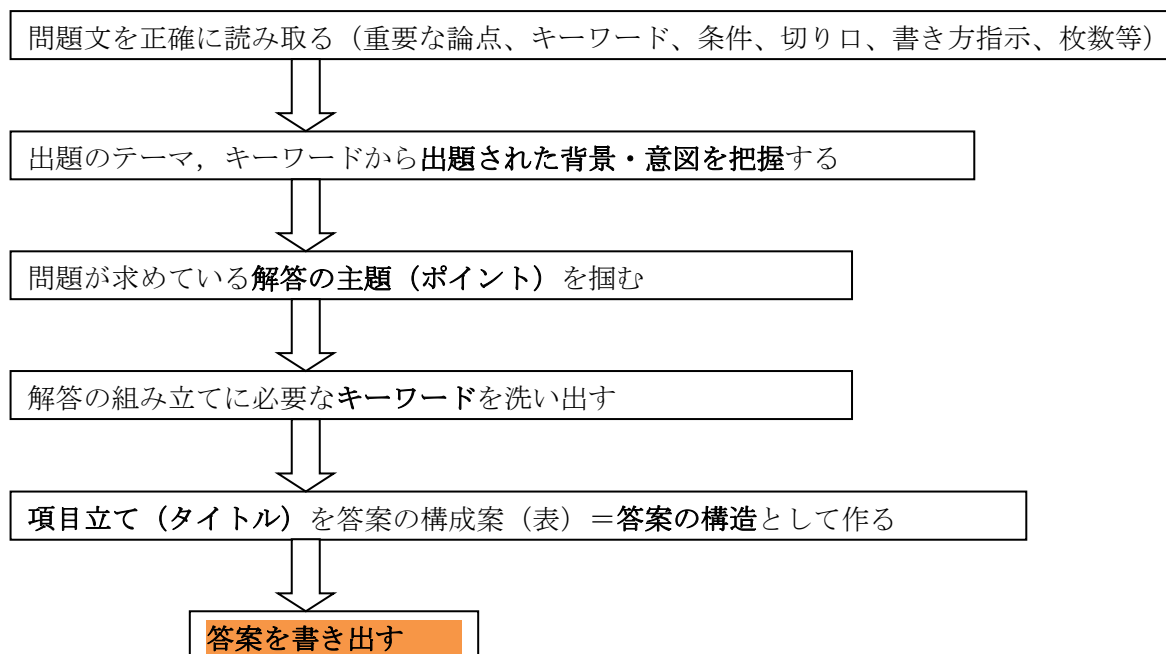 問題文を正確に読み取る（重要な論点、キーワード、条件、切り口、書き方指示、枚数等）
出題のテーマ，キーワードから出題された背景・意図を把握する
問題が求めている解答の主題（ポイント）を掴む
解答の組み立てに必要なキーワードを洗い出す
項目立て（タイトル）を答案の構成案（表）＝答案の構造として作る
答案を書き出す